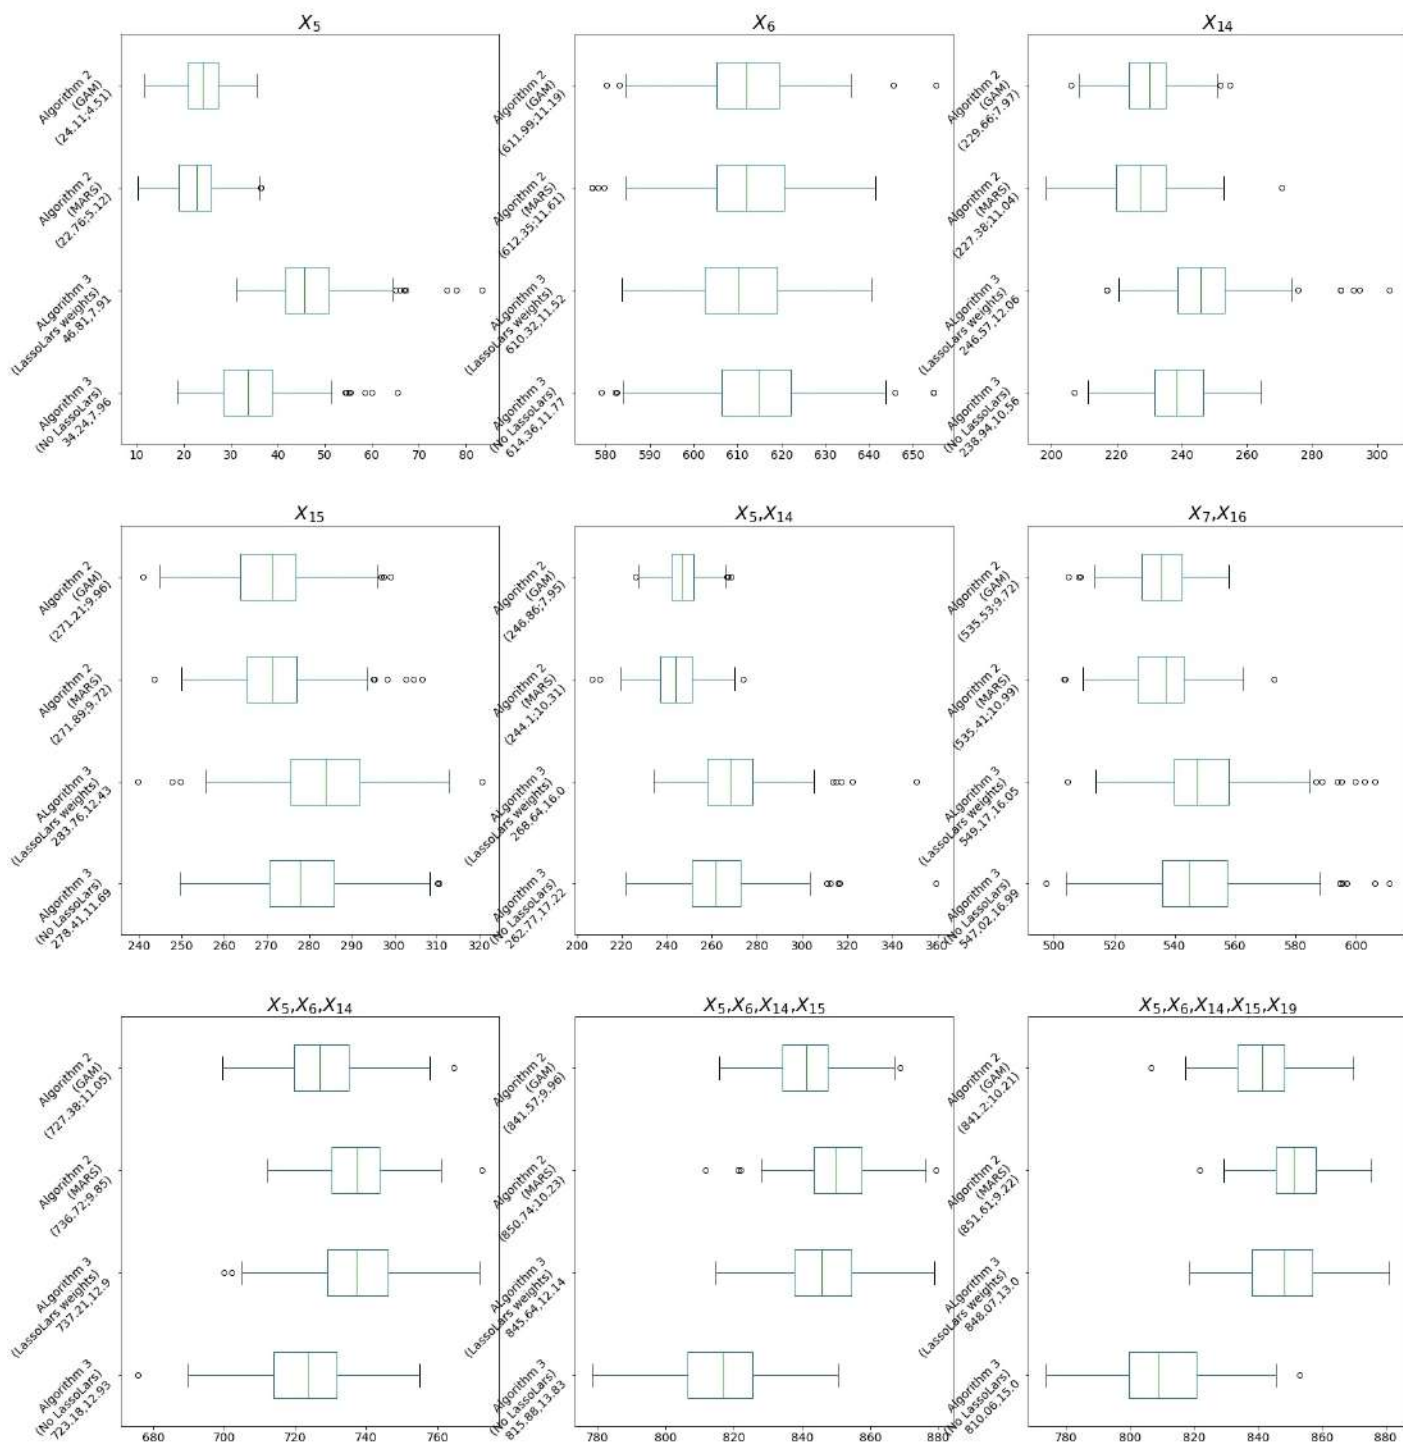 X5
Algorithm 2
(GAM)
(24.11;4.51)
Algorithm 2
(MARS)
(22.76;5.12)
ALgorithm 3
(LassoLars weights)
46.81,7.91
Algorithm 3
(No LassoLars)
34.24,7.96
10 20 30 40 50 60 70 80
X6
Algorithm 2
(GAM)
(611.99;11.19)
Algorithm 2
(MARS)
(612.35;11.61)
ALgorithm 3
(LassoLars weights)
610.32,11.52
Algorithm 3
(No LassoLars)
614.36,11.77
580 590 600 610 620 630 640 650
X14
Algorithm 2
(GAM)
(229.66;7.97)
Algorithm 2
(MARS)
(227.38;11.04)
ALgorithm 3
(LassoLars weights)
246.57,12.06
Algorithm 3
(No LassoLars)
238.94,10.56
200 220 240 260 280 300
X15
Algorithm 2
(GAM)
(271.21;9.96)
Algorithm 2
(MARS)
(271.89;9.72)
ALgorithm 3
(LassoLars weights)
283.76,12.43
Algorithm 3
(No LassoLars)
278.41,11.69
240 250 260 270 280 290 300 310 320
X5,X14
Algorithm 2
(GAM)
(246.86;7.95)
Algorithm 2
(MARS)
(244.1;10.31)
ALgorithm 3
(LassoLars weights)
268.64,16.0
Algorithm 3
(No LassoLars)
262.77,17.22
200 220 240 260 280 300 320 340 360
X7,X16
Algorithm 2
(GAM)
(535.53;9.72)
Algorithm 2
(MARS)
(535.41;10.99)
ALgorithm 3
(LassoLars weights)
549.17,16.05
Algorithm 3
(No LassoLars)
547.02,16.99
500 520 540 560 580 600
X5,X6,X14
Algorithm 2
(GAM)
(727.38;11.05)
Algorithm 2
(MARS)
(736.72;9.85)
ALgorithm 3
(LassoLars weights)
737.21,12.9
Algorithm 3
(No LassoLars)
723.18,12.93
680 700 720 740 760
X5,X6,X14,X15
Algorithm 2
(GAM)
(841.57;9.96)
Algorithm 2
(MARS)
(850.74;10.23)
ALgorithm 3
(LassoLars weights)
845.64,12.14
Algorithm 3
(No LassoLars)
815.88,13.83
780 800 820 840 860 880
X5,X6,X14,X15,X19
Algorithm 2
(GAM)
(841.2;10.21)
Algorithm 2
(MARS)
(851.61;9.22)
ALgorithm 3
(LassoLars weights)
848.07,13.0
Algorithm 3
(No LassoLars)
810.06,15.0
780 800 820 840 860 880